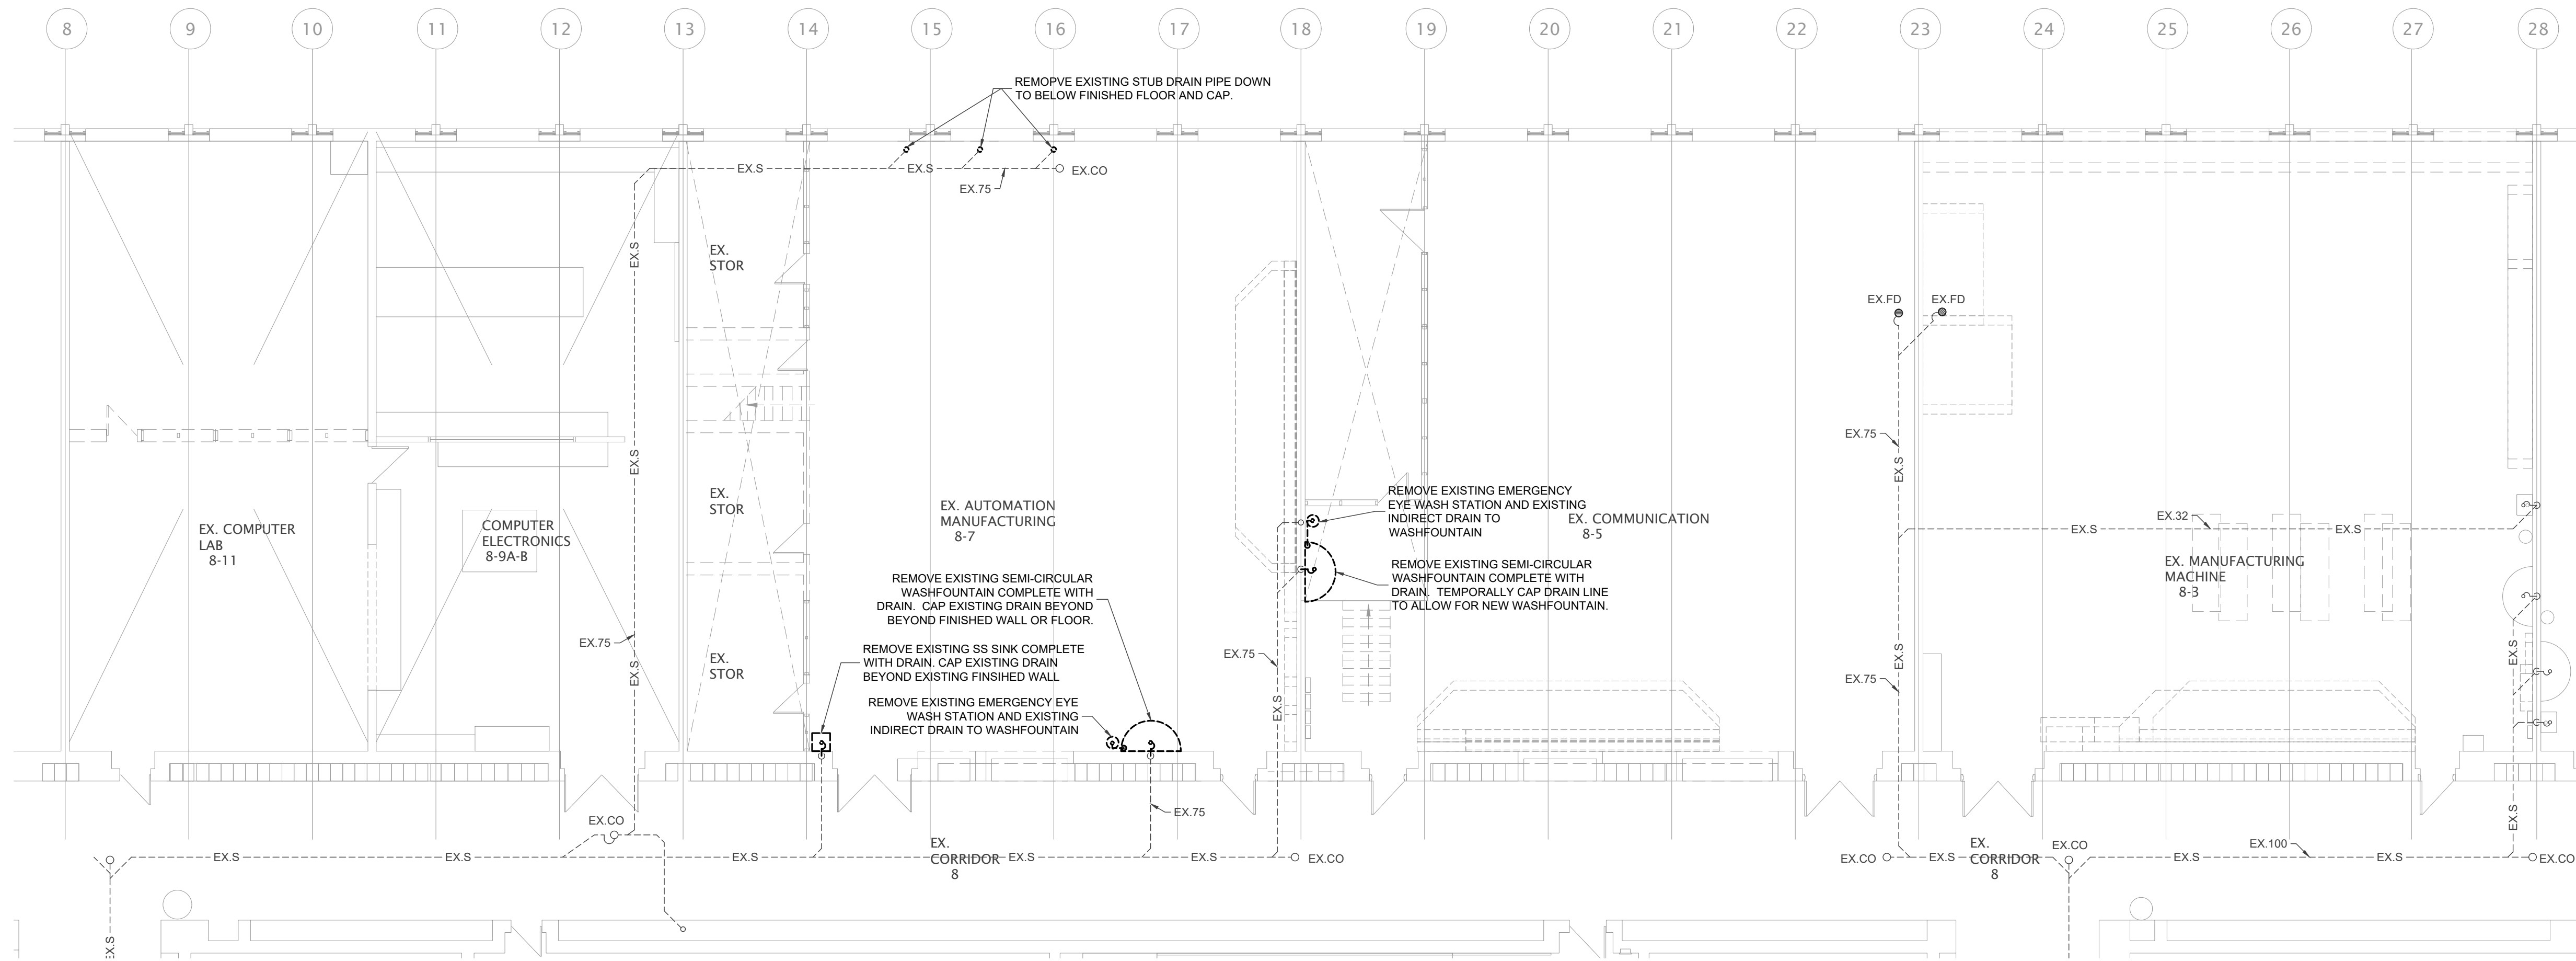 8
9
10
11
12
13
14
15
16
17
18
19
20
21
22
23
24
25
26
27
28
REMOPVE EXISTING STUB DRAIN PIPE DOWN
TO BELOW FINISHED FLOOR AND CAP.
EX.S
EX.S
EX.CO
EX.75
EX.S
EX.
STOR
EX.FD
EX.FD
EX.75
EX.S
EX.S
EX.
STOR
EX. AUTOMATION
MANUFACTURING
8-7
REMOVE EXISTING EMERGENCY
EYE WASH STATION AND EXISTING
INDIRECT DRAIN TO
WASHFOUNTAIN
EX. COMMUNICATION
8-5
EX.32
EX.S
EX.S
EX. COMPUTER
LAB
8-11
COMPUTER
ELECTRONICS
8-9A-B
EX. MANUFACTURING
MACHINE
8-3
REMOVE EXISTING SEMI-CIRCULAR
WASHFOUNTAIN COMPLETE WITH
DRAIN. CAP EXISTING DRAIN BEYOND
BEYOND FINISHED WALL OR FLOOR.
REMOVE EXISTING SEMI-CIRCULAR
WASHFOUNTAIN COMPLETE WITH
DRAIN. TEMPORALLY CAP DRAIN LINE
TO ALLOW FOR NEW WASHFOUNTAIN.
EX.75
REMOVE EXISTING SS SINK COMPLETE
WITH DRAIN. CAP EXISTING DRAIN
BEYOND EXISTING FINSIHED WALL
EX.75
EX.S
EX.S
EX.
STOR
EX.S
EX.75
REMOVE EXISTING EMERGENCY EYE
WASH STATION AND EXISTING
INDIRECT DRAIN TO WASHFOUNTAIN
EX.S
EX.75
EX.S
EX.CO
EX.S
EX.S
EX.S
EX.
CORRIDOR
8
EX.S
EX.S
EX.CO
EX.CO
EX.S
EX.
CORRIDOR
8
EX.CO
EX.S
EX.100
EX.S
EX.CO
EX.S